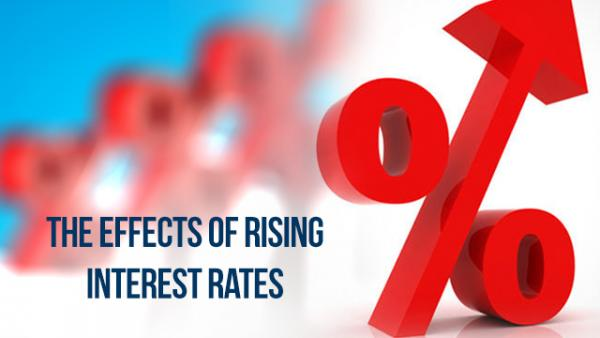 THE EFFECTS OF RISING
INTEREST RATES
%